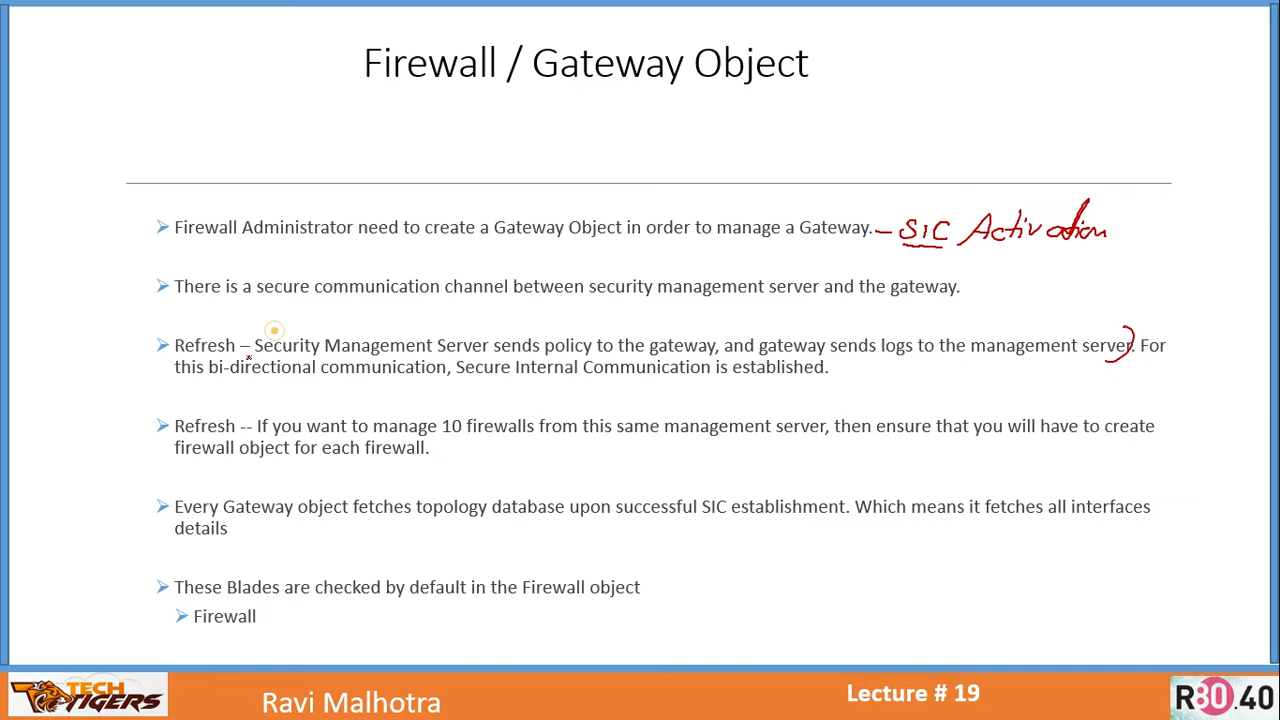 Firewall / Gateway Object
Firewall Administrator need to create a Gateway Object in order to manage a Gateway. – SIC Activation
There is a secure communication channel between security management server and the gateway.
Refresh – Security Management Server sends policy to the gateway, and gateway sends logs to the management server. For
this bi-directional communication, Secure Internal Communication is established.
Refresh -- If you want to manage 10 firewalls from this same management server, then ensure that you will have to create
firewall object for each firewall.
Every Gateway object fetches topology database upon successful SIC establishment. Which means it fetches all interfaces
details
These Blades are checked by default in the Firewall object
Firewall
TECH
TIGERS
Ravi Malhotra
Lecture # 19
R80.40